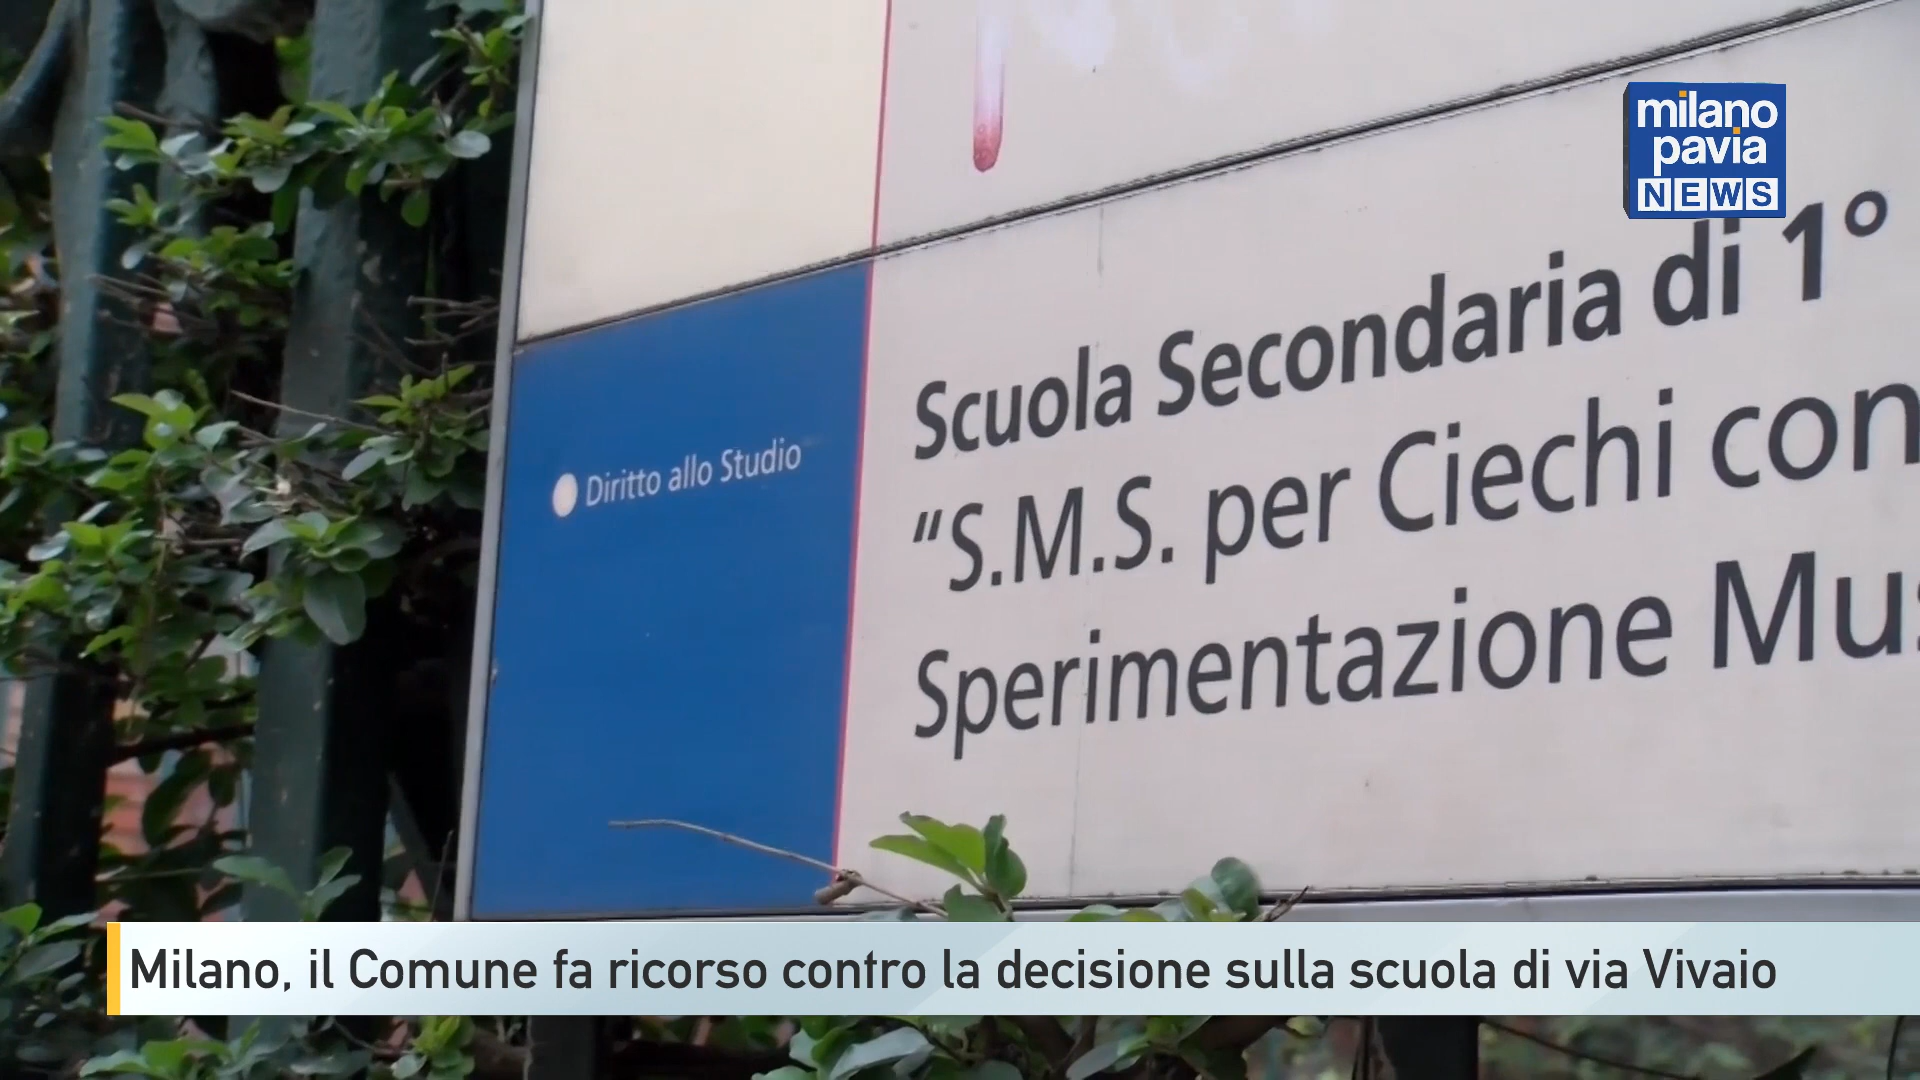 milano
pavia
NEWS
Scuola Secondaria di 1°
Diritto allo Studio
“S.M.S. per Ciechi con
Sperimentazione Mus
Milano, il Comune fa ricorso contro la decisione sulla scuola di via Vivaio